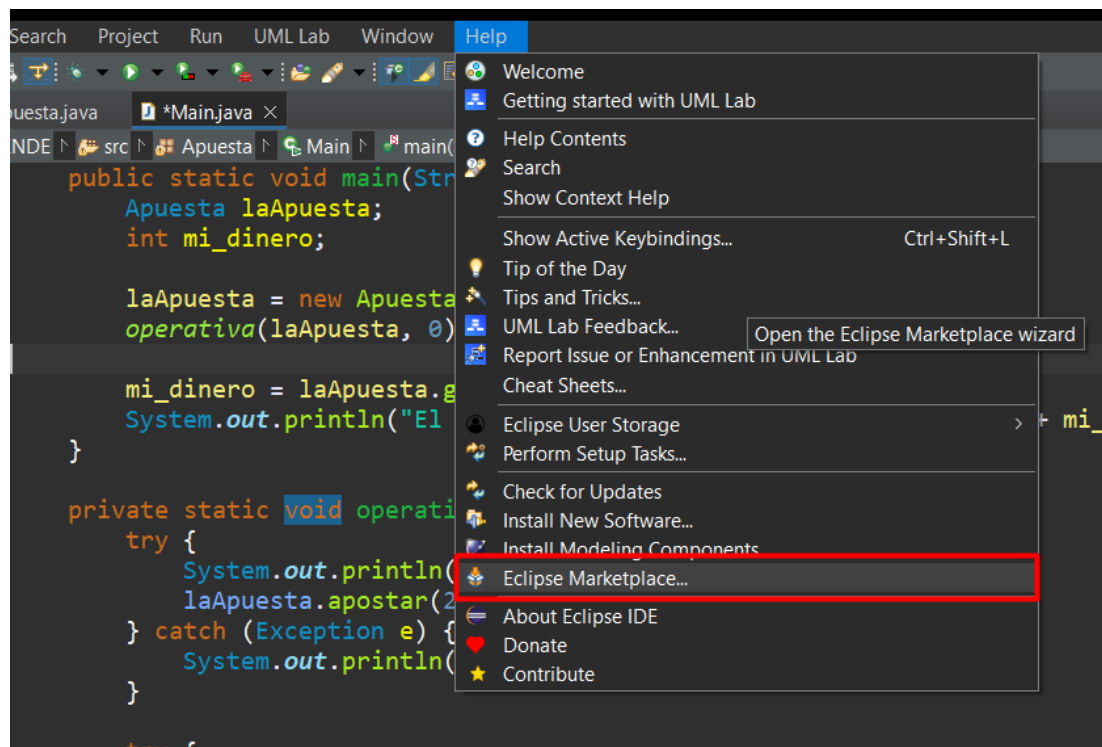 Search Project Run UML Lab Window Help
Welcome
Getting started with UML Lab
Help Contents
Search
Show Context Help
Show Active Keybindings... Ctrl+Shift+L
Tip of the Day
Tips and Tricks...
UML Lab Feedback...
Open the Eclipse Marketplace wizard
Report Issue or Enhancement in UML Lab
Cheat Sheets...
Eclipse User Storage
Perform Setup Tasks...
Check for Updates
Install New Software...
Install Modeling Components
Eclipse Marketplace...
About Eclipse IDE
Donate
Contribute
puesta.java *Main.java
ANDE src Apuesta Main main(
public static void main(Str
Apuesta laApuesta;
int mi_dinero;
laApuesta = new Apuesta
operativa(laApuesta, 0)
mi_dinero = laApuesta.g
System.out.println("El + mi_
}
private static void operati
try {
System.out.println(
laApuesta.apostar(2
} catch (Exception e) {
System.out.println(
}